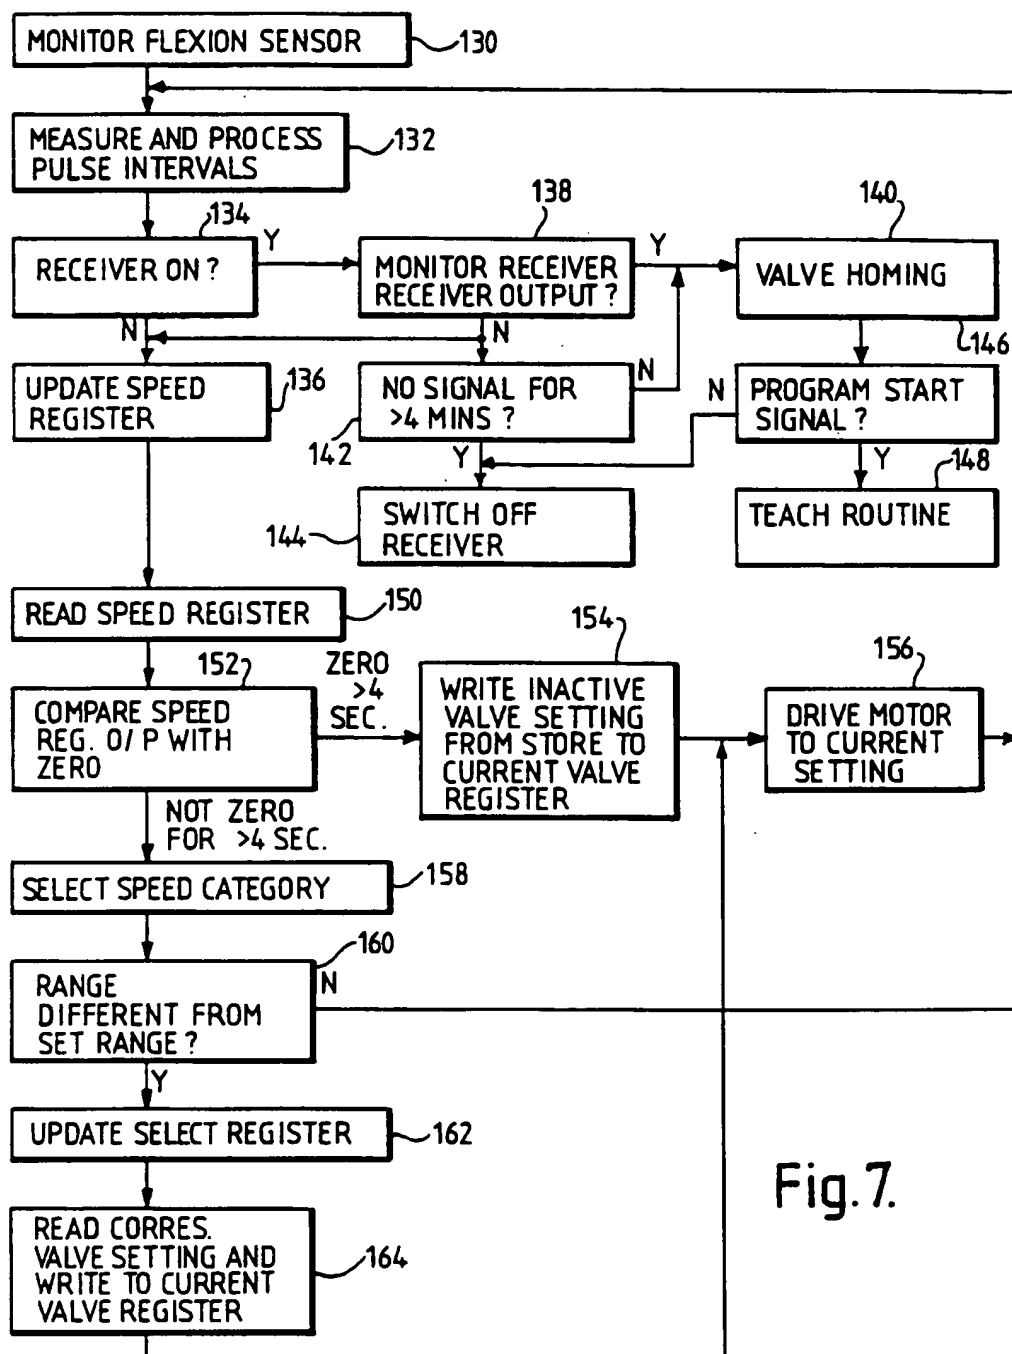 MONITOR FLEXION SENSOR
130
MEASURE AND PROCESS
PULSE INTERVALS
132
134
138
140
RECEIVER ON ?
Y
MONITOR RECEIVER
RECEIVER OUTPUT ?
Y
VALVE HOMING
N
N
146
UPDATE SPEED
REGISTER
136
NO SIGNAL FOR
>4 MINS ?
N
142
Y
N
PROGRAM START
SIGNAL ?
Y
148
SWITCH OFF
RECEIVER
144
TEACH ROUTINE
READ SPEED REGISTER
150
152
ZERO
>4
SEC.
154
156
COMPARE SPEED
REG. O/P WITH
ZERO
WRITE INACTIVE
VALVE SETTING
FROM STORE TO
CURRENT VALVE
REGISTER
DRIVE MOTOR
TO CURRENT
SETTING
NOT ZERO
FOR >4 SEC.
SELECT SPEED CATEGORY
158
160
RANGE
DIFFERENT FROM
SET RANGE ?
N
Y
UPDATE SELECT REGISTER
162
READ CORRES.
VALVE SETTING AND
WRITE TO CURRENT
VALVE REGISTER
164
Fig.7.